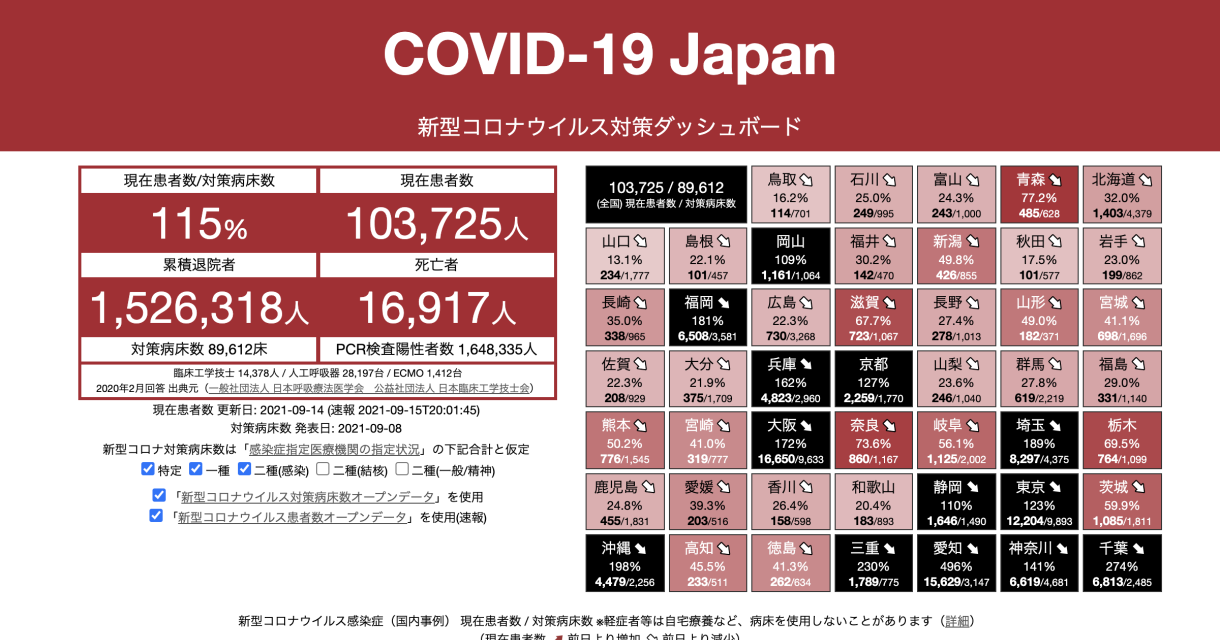 COVID-19 Japan
新型コロナウイルス対策ダッシュボード
現在患者数/対策病床数
現在患者数
115%
103,725人
累積退院者
死亡者
1,526,318人
16,917人
対策病床数 89,612床
PCR検査陽性者数 1,648,335人
臨床工学技士 14,378人 / 人工呼吸器 28,197台 / ECMO 1,412台
2020年2月回答 出典元 (一般社団法人 日本呼吸療法医学会 公益社団法人 日本臨床工学技士会)
現在患者数 更新日: 2021-09-14 (速報 2021-09-15T20:01:45)
対策病床数 発表日: 2021-09-08
新型コロナ対策病床数は「感染症指定医療機関の指定状況」の下記合計と仮定
特定 一種 二種(感染) 二種(結核) 二種(一般/精神)
「新型コロナウイルス対策病床数オープンデータ」を使用
「新型コロナウイルス患者数オープンデータ」を使用(速報)
103,725 / 89,612
(全国) 現在患者数 / 対策病床数
鳥取
16.2%
114/701
石川
25.0%
249/995
富山
24.3%
243/1,000
青森
77.2%
485/628
北海道
32.0%
1,403/4,379
山口
13.1%
234/1,777
島根
22.1%
101/457
岡山
109%
1,161/1,064
福井
30.2%
142/470
新潟
49.8%
426/855
秋田
17.5%
101/577
岩手
23.0%
199/862
長崎
35.0%
338/965
福岡
181%
6,508/3,581
広島
22.3%
730/3,268
滋賀
67.7%
723/1,067
長野
27.4%
278/1,013
山形
49.0%
182/371
宮城
41.1%
698/1,696
佐賀
22.3%
208/929
大分
21.9%
375/1,709
兵庫
162%
4,823/2,960
京都
127%
2,259/1,770
山梨
23.6%
246/1,040
群馬
27.8%
619/2,219
福島
29.0%
331/1,140
熊本
50.2%
776/1,545
宮崎
41.0%
319/777
大阪
172%
16,650/9,633
奈良
73.6%
860/1,167
岐阜
56.1%
1,125/2,002
埼玉
189%
8,297/4,375
栃木
69.5%
764/1,099
鹿児島
24.8%
455/1,831
愛媛
39.3%
203/516
香川
26.4%
158/598
和歌山
20.4%
183/893
静岡
110%
1,646/1,490
東京
123%
12,204/9,893
茨城
59.9%
1,085/1,811
沖縄
198%
4,479/2,256
高知
45.5%
233/511
徳島
41.3%
262/634
三重
230%
1,789/775
愛知
496%
15,629/3,147
神奈川
141%
6,619/4,681
千葉
274%
6,813/2,485
新型コロナウイルス感染症（国内事例） 現在患者数 / 対策病床数 ※軽症者等は自宅療養など、病床を使用しないことがあります（詳細）
(現在患者数 前日より増加 前日より減少)